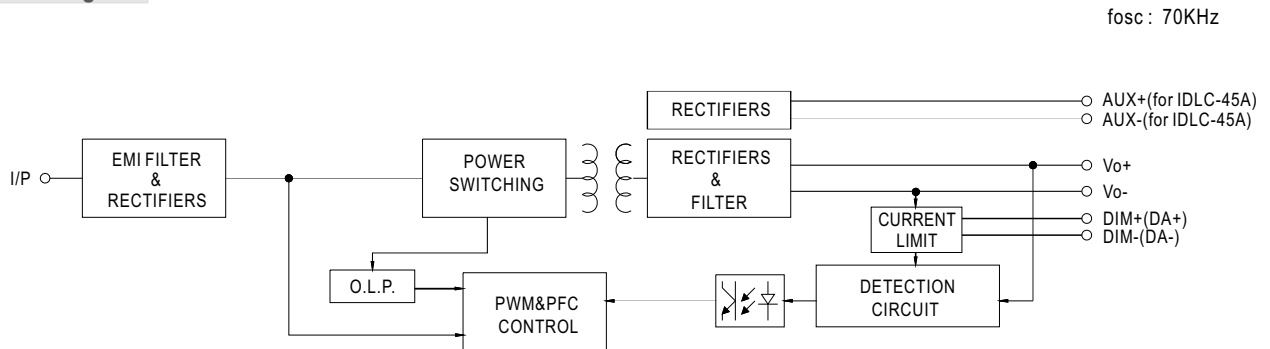 fosc : 70KHz
RECTIFIERS
AUX+(for IDLC-45A)
AUX-(for IDLC-45A)
I/P
EMI FILTER
&
RECTIFIERS
POWER
SWITCHING
RECTIFIERS
&
FILTER
Vo+
Vo-
CURRENT
LIMIT
DIM+(DA+)
DIM-(DA-)
O.L.P.
PWM&PFC
CONTROL
DETECTION
CIRCUIT